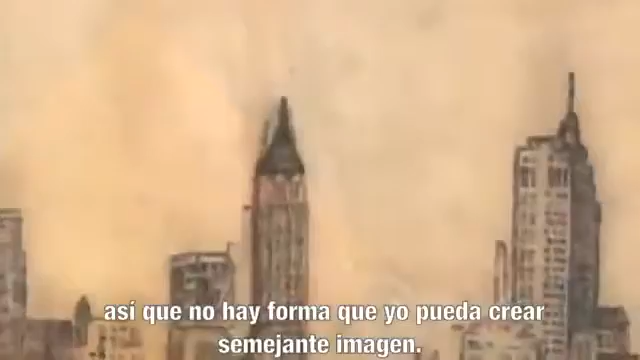 así que no hay forma que yo pueda crear
semejante imagen.